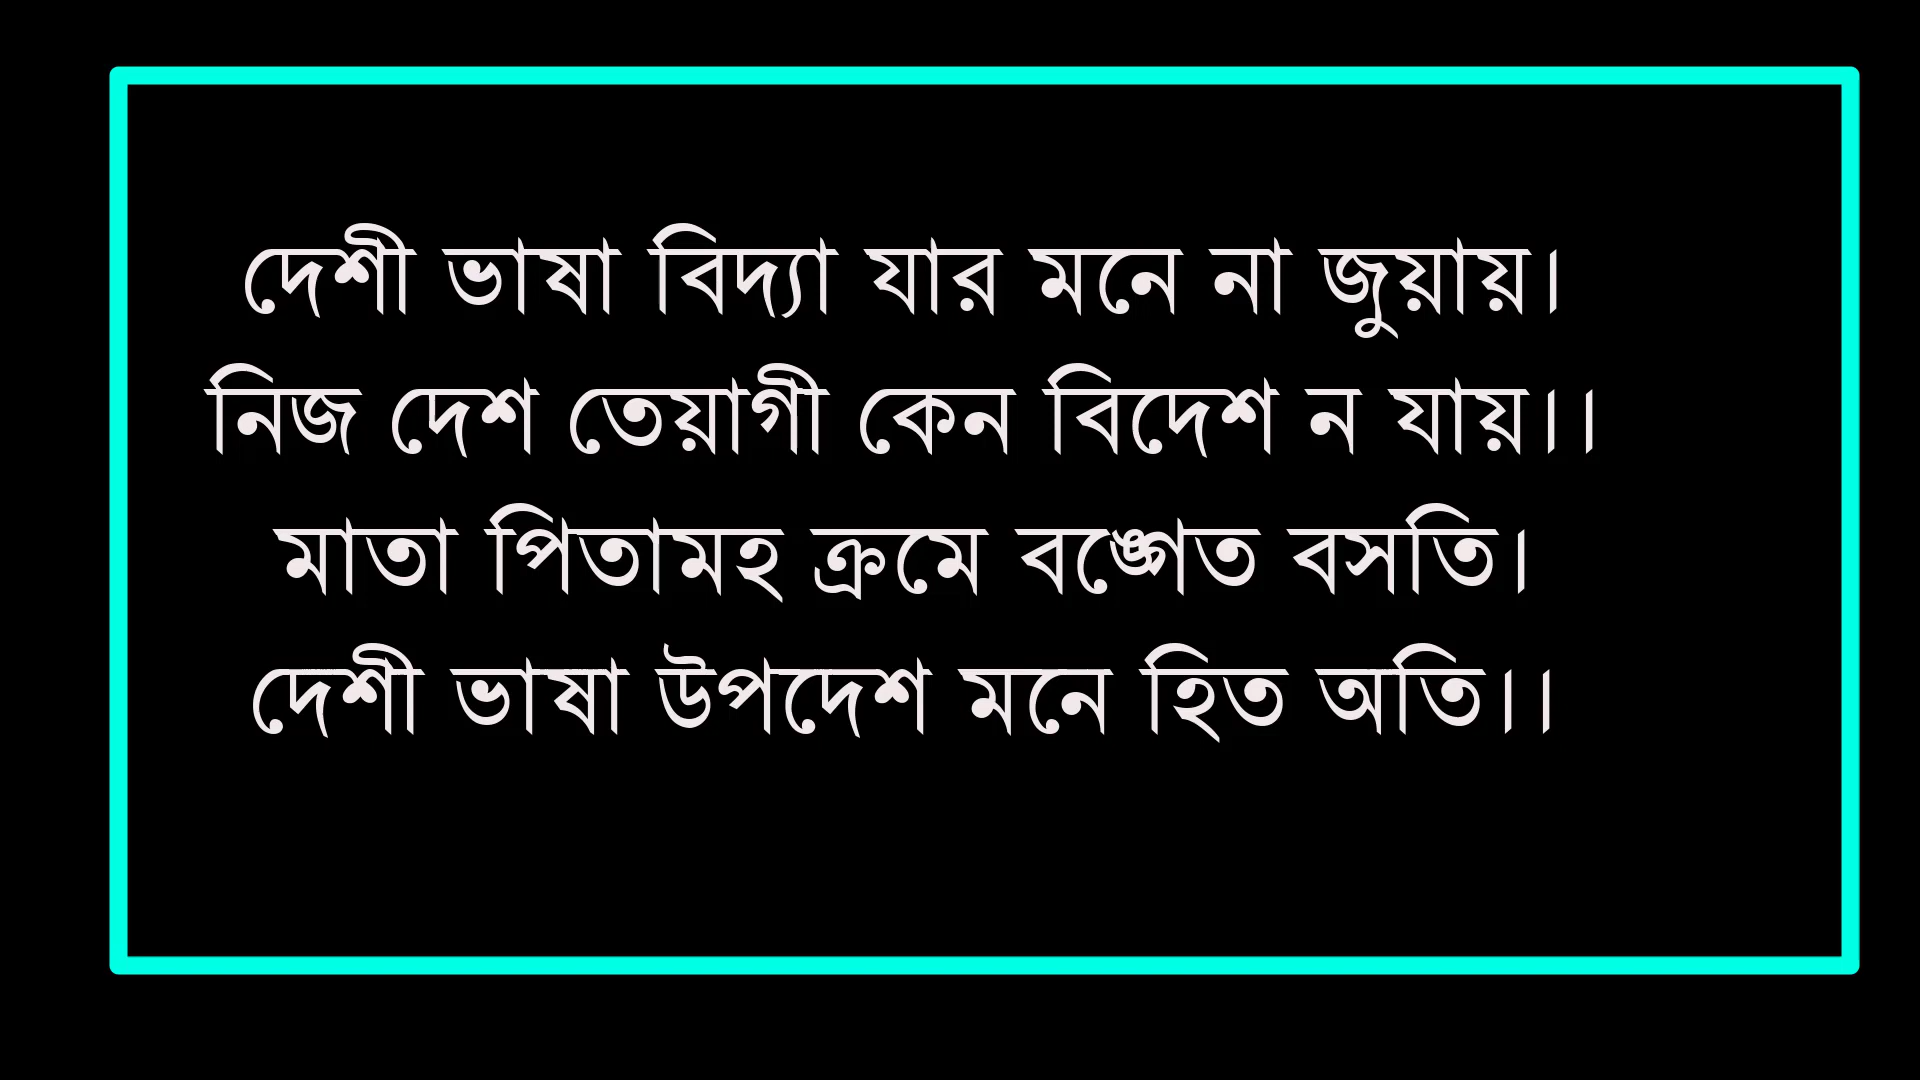 দেশী ভাষা বিদ্যা যার মনে না জুয়ায়।
নিজ দেশ তেয়াগী কেন বিদেশ ন যায়।।
মাতা পিতামহ ক্রমে বঙ্গেত বসতি।
দেশী ভাষা উপদেশ মনে হিত অতি।।